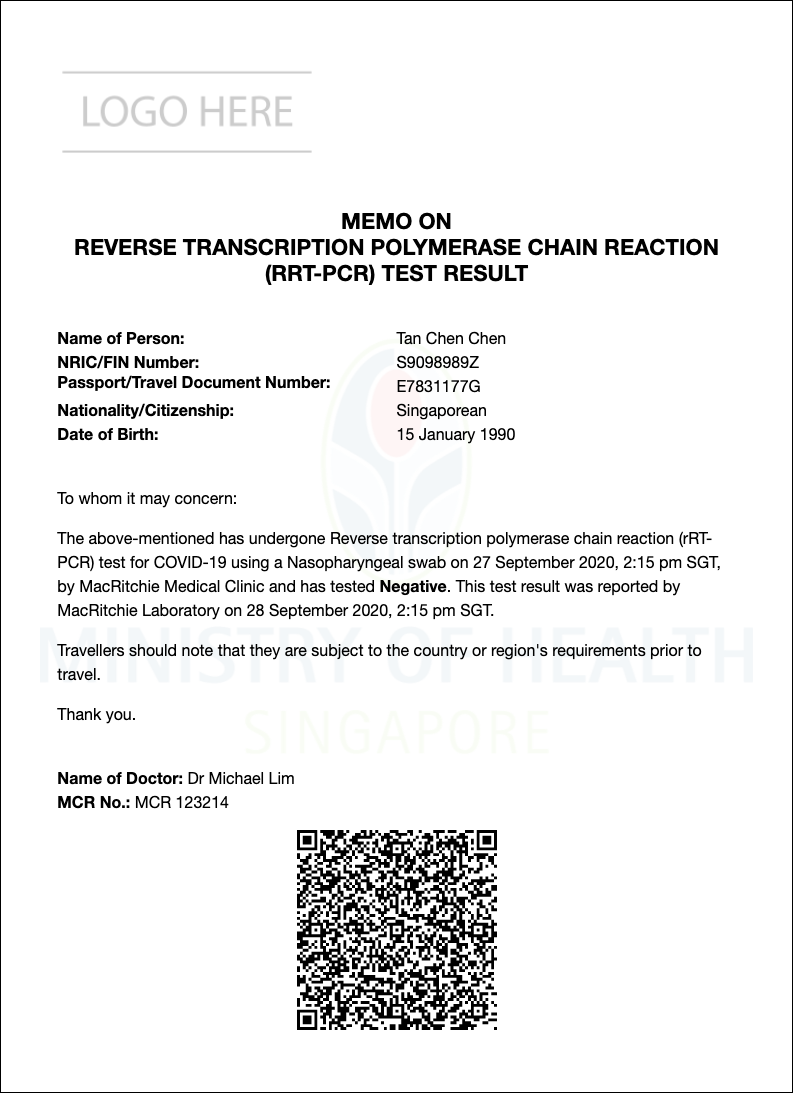 LOGO HERE
MEMO ON
REVERSE TRANSCRIPTION POLYMERASE CHAIN REACTION
(RRT-PCR) TEST RESULT
Name of Person: Tan Chen Chen
NRIC/FIN Number: S9098989Z
Passport/Travel Document Number: E7831177G
Nationality/Citizenship: Singaporean
Date of Birth: 15 January 1990
To whom it may concern:
The above-mentioned has undergone Reverse transcription polymerase chain reaction (rRT-
PCR) test for COVID-19 using a Nasopharyngeal swab on 27 September 2020, 2:15 pm SGT,
by MacRitchie Medical Clinic and has tested Negative. This test result was reported by
MacRitchie Laboratory on 28 September 2020, 2:15 pm SGT.
MINISTRY OF HEALTH
Travellers should note that they are subject to the country or region's requirements prior to
travel.
Thank you.
SINGAPORE
Name of Doctor: Dr Michael Lim
MCR No.: MCR 123214